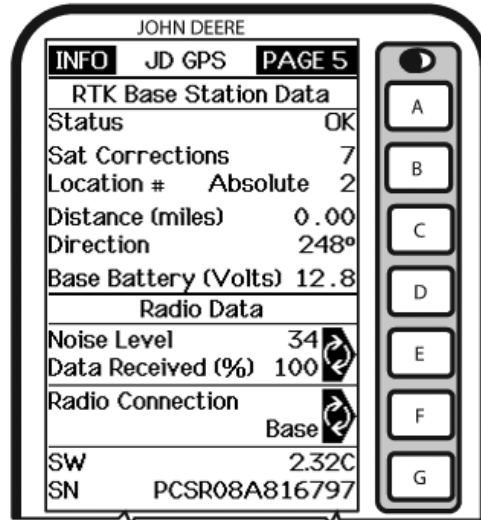 JOHN DEERE
INFO JD GPS PAGE 5
RTK Base Station Data
Status OK
Sat Corrections 7
Location # Absolute 2
Distance (miles) 0.00
Direction 248º
Base Battery (Volts) 12.8
Radio Data
Noise Level 34
Data Received (%) 100
Radio Connection
Base
SW 2.32C
SN PCSR08A816797
A
B
C
D
E
F
G